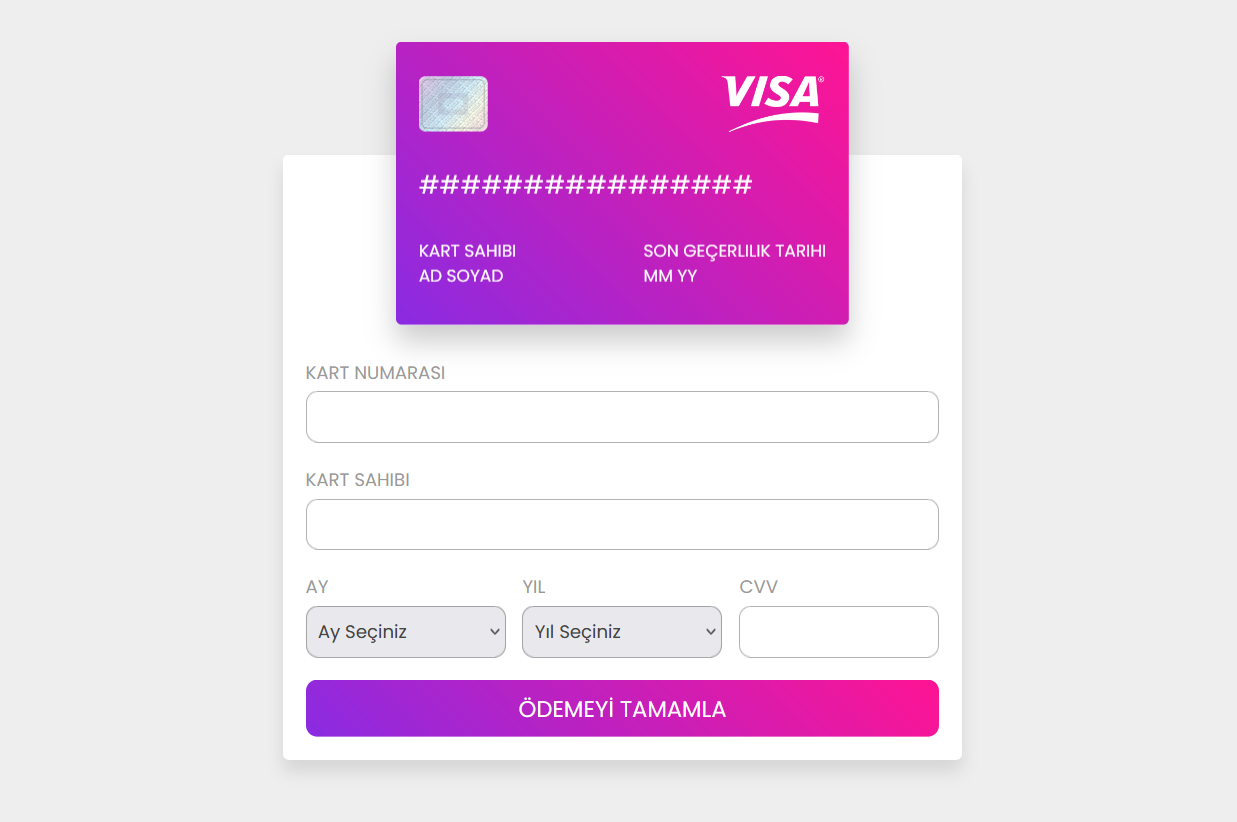 VISA®
################
KART SAHIBI
AD SOYAD
SON GEÇERLILIK TARIHI
MM YY
KART NUMARASI
KART SAHIBI
AY
YIL
CVV
Ay Seçiniz
Yıl Seçiniz
ÖDEMEYİ TAMAMLA